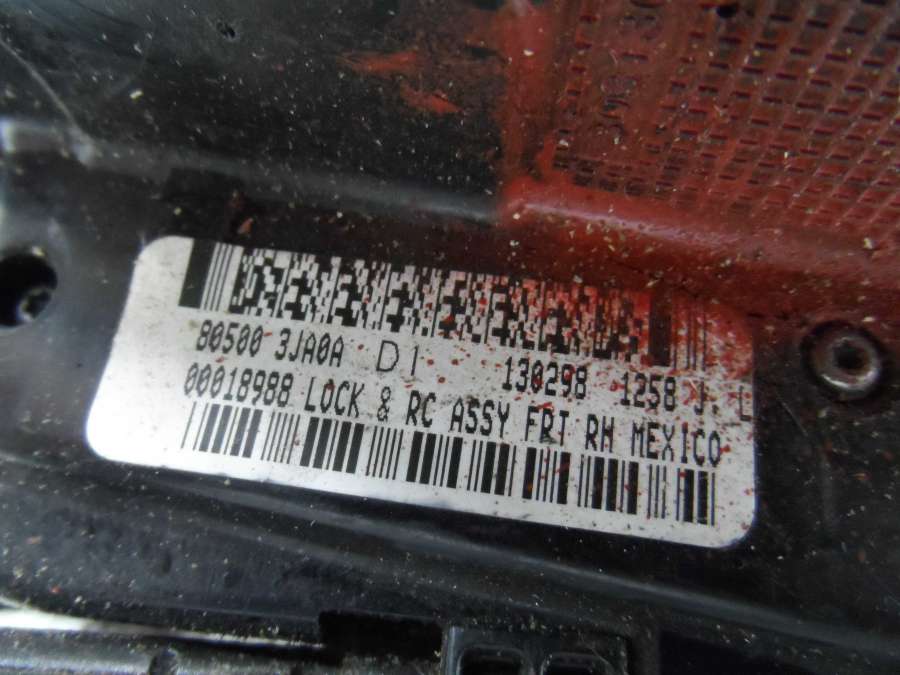 80500 3JA0A D1 130298 1258 J. L
00018988 LOCK & RC ASSY FRT RH MEXICO